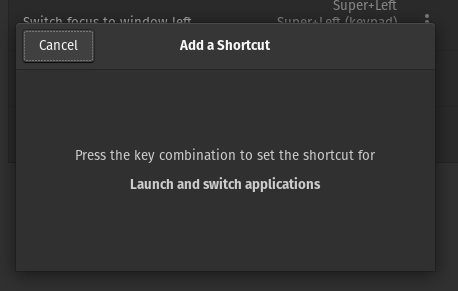 Super+Left
Switch focus to window left
Super+Left (keypad)
Cancel
Add a Shortcut
Press the key combination to set the shortcut for
Launch and switch applications